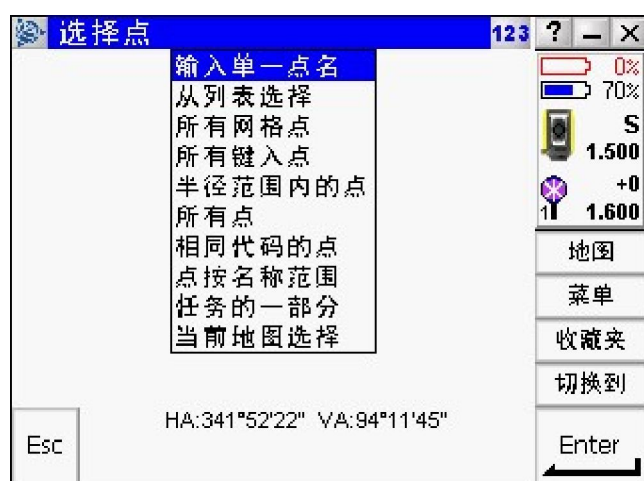 选择点 123 ? – ×
输入单一点名
从列表选择
所有网格点
所有键入点
半径范围内的点
所有点
相同代码的点
点按名称范围
任务的一部分
当前地图选择
0%
70%
S
1.500
+0
1 1.600
地图
菜单
收藏夹
切换到
HA:341°52'22" VA:94°11'45"
Esc
Enter